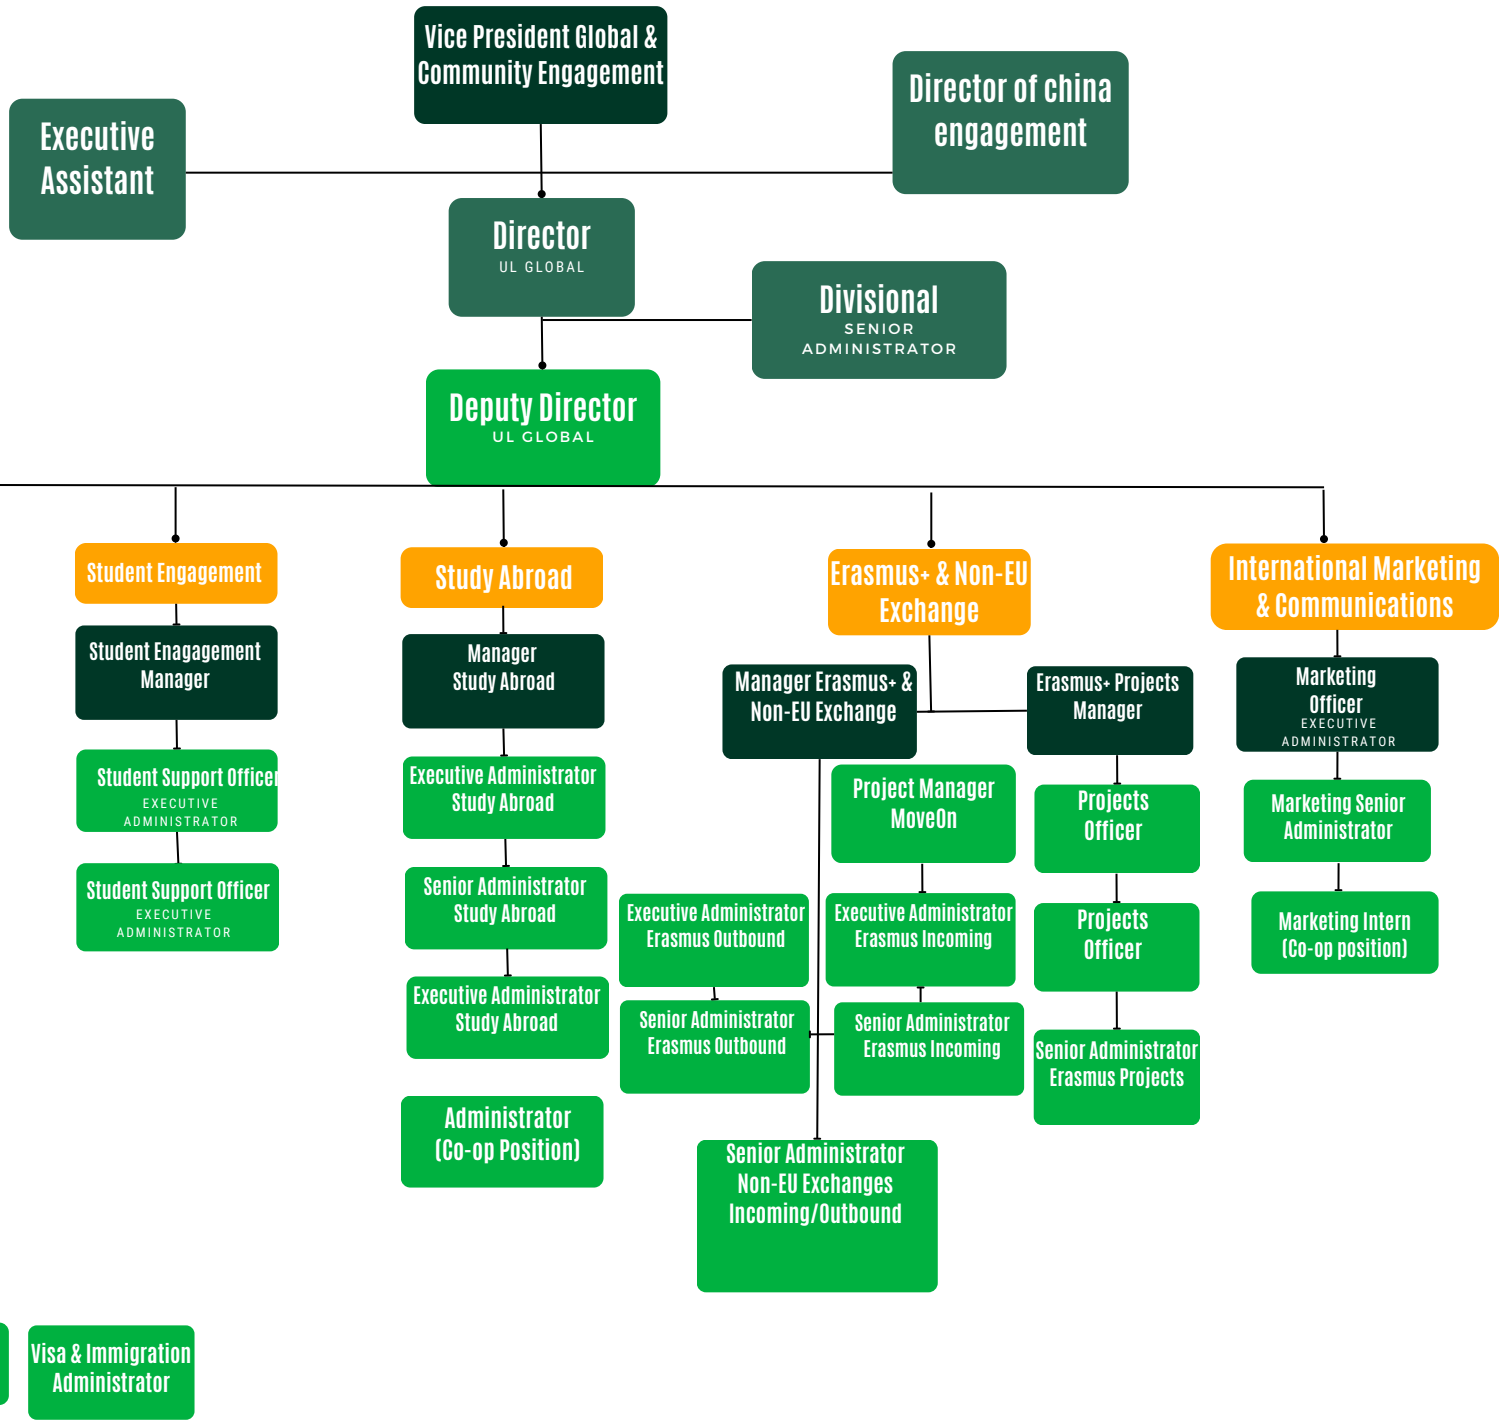 Vice President Global &
Community Engagement
Director of china
engagement
Executive
Assistant
Director
UL GLOBAL
Divisional
SENIOR
ADMINISTRATOR
Deputy Director
UL GLOBAL
Student Engagement
Student Enagagement
Manager
Student Support Officer
EXECUTIVE
ADMINISTRATOR
Student Support Officer
EXECUTIVE
ADMINISTRATOR
Study Abroad
Manager
Study Abroad
Executive Administrator
Study Abroad
Senior Administrator
Study Abroad
Executive Administrator
Study Abroad
Administrator
(Co-op Position)
Erasmus+ & Non-EU
Exchange
Manager Erasmus+ &
Non-EU Exchange
Project Manager
MoveOn
Executive Administrator
Erasmus Outbound
Executive Administrator
Erasmus Incoming
Senior Administrator
Erasmus Outbound
Senior Administrator
Erasmus Incoming
Senior Administrator
Non-EU Exchanges
Incoming/Outbound
Erasmus+ Projects
Manager
Projects
Officer
Projects
Officer
Senior Administrator
Erasmus Projects
International Marketing
& Communications
Marketing
Officer
EXECUTIVE
ADMINISTRATOR
Marketing Senior
Administrator
Marketing Intern
(Co-op position)
Visa & Immigration
Administrator